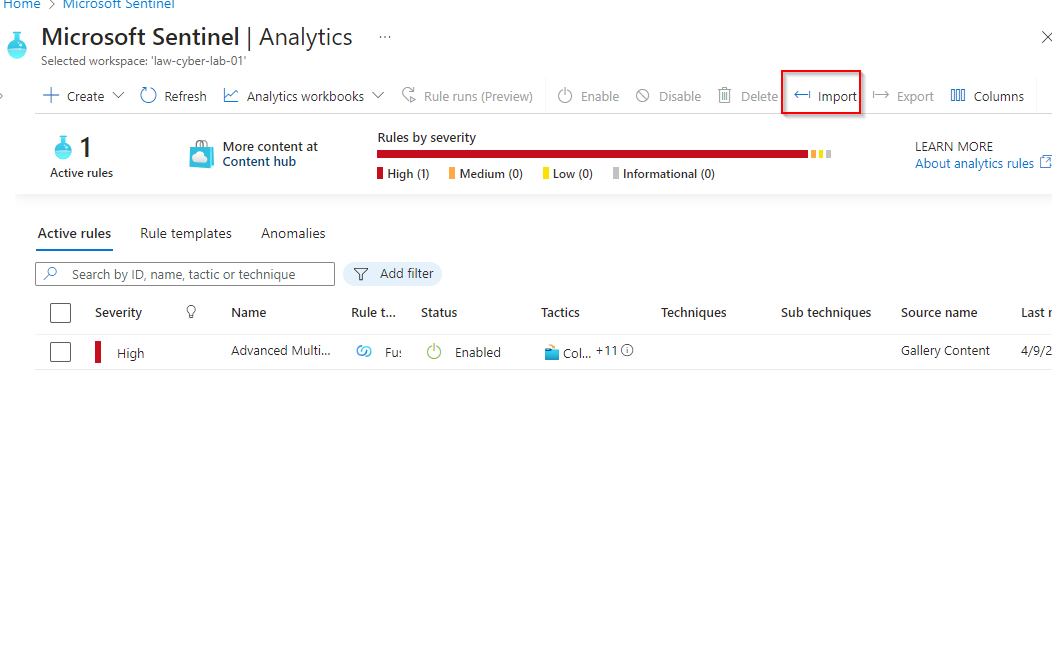 Home > Microsoft Sentinel
Microsoft Sentinel | Analytics ...
Selected workspace: 'law-cyber-lab-01'
Create Refresh Analytics workbooks Rule runs (Preview) Enable Disable Delete Import Export Columns
1
Active rules
More content at
Content hub
Rules by severity
High (1) Medium (0) Low (0) Informational (0)
LEARN MORE
About analytics rules
Active rules Rule templates Anomalies
Search by ID, name, tactic or technique Add filter
Severity Name Rule t... Status Tactics Techniques Sub techniques Source name Last
High Advanced Multi... Fus Enabled Col... +11 Gallery Content 4/9/2